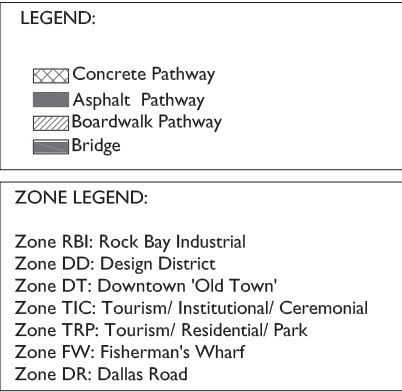 LEGEND:
Concrete Pathway
Asphalt Pathway
Boardwalk Pathway
Bridge
ZONE LEGEND:
Zone RBI: Rock Bay Industrial
Zone DD: Design District
Zone DT: Downtown 'Old Town'
Zone TIC: Tourism/ Institutional/ Ceremonial
Zone TRP: Tourism/ Residential/ Park
Zone FW: Fisherman's Wharf
Zone DR: Dallas Road